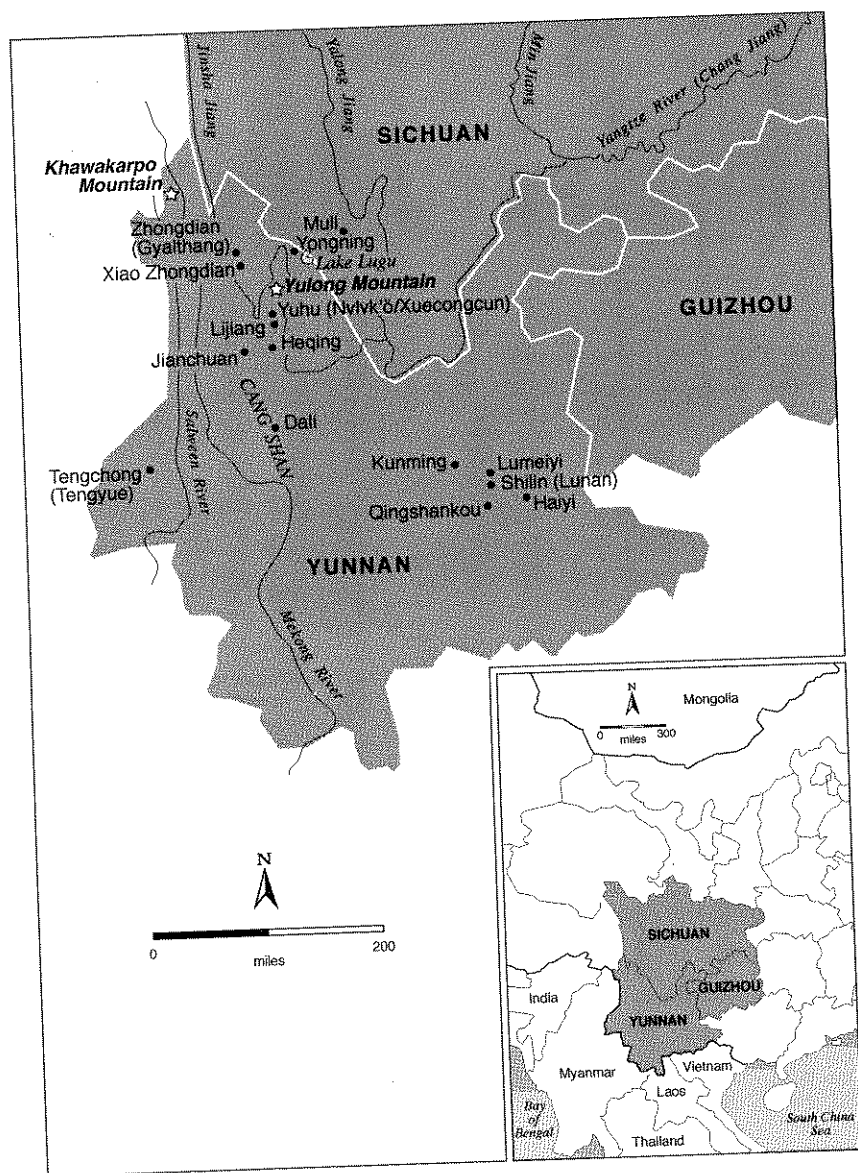 Jinsha Jiang
Yalong Jiang
Min Jiang
Yangtze River (Chang Jiang)
SICHUAN
Khawakarpo
Mountain
Zhongdian
(Gyalthang)
Xiao Zhongdian
Muli
Yongning
Lake Lugu
Yulong Mountain
Yuhu (Nvlvk'ö/Xuecongcun)
Lijiang
Heqing
Jianchuan
GUIZHOU
CANG SHAN
Dali
Salween River
Tengchong
(Tengyue)
Kunming
Lumeiyi
Shilin (Lunan)
Haiyi
Qingshankou
YUNNAN
Mekong River
N
0 200
miles
N
0 300
miles
Mongolia
SICHUAN
GUIZHOU
YUNNAN
India
Myanmar
Vietnam
Laos
Thailand
Bay
of
Bengal
South China
Sea